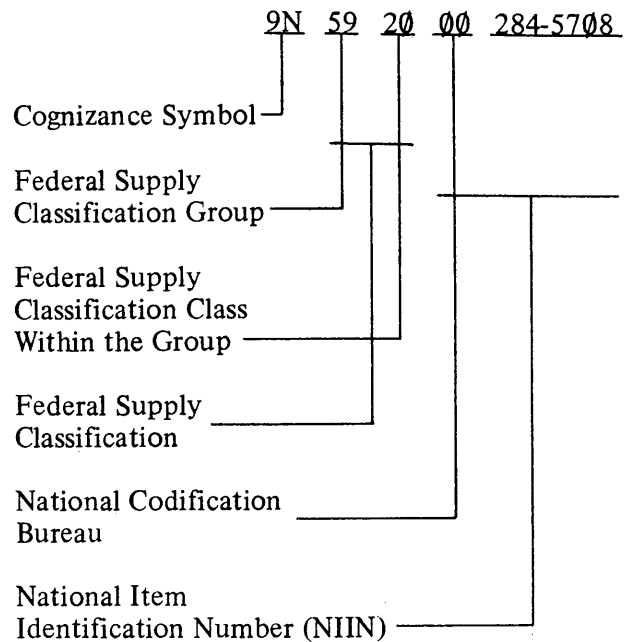 9N 59 20 00 284-5708
Cognizance Symbol
Federal Supply
Classification Group
Federal Supply
Classification Class
Within the Group
Federal Supply
Classification
National Codification
Bureau
National Item
Identification Number (NIIN)